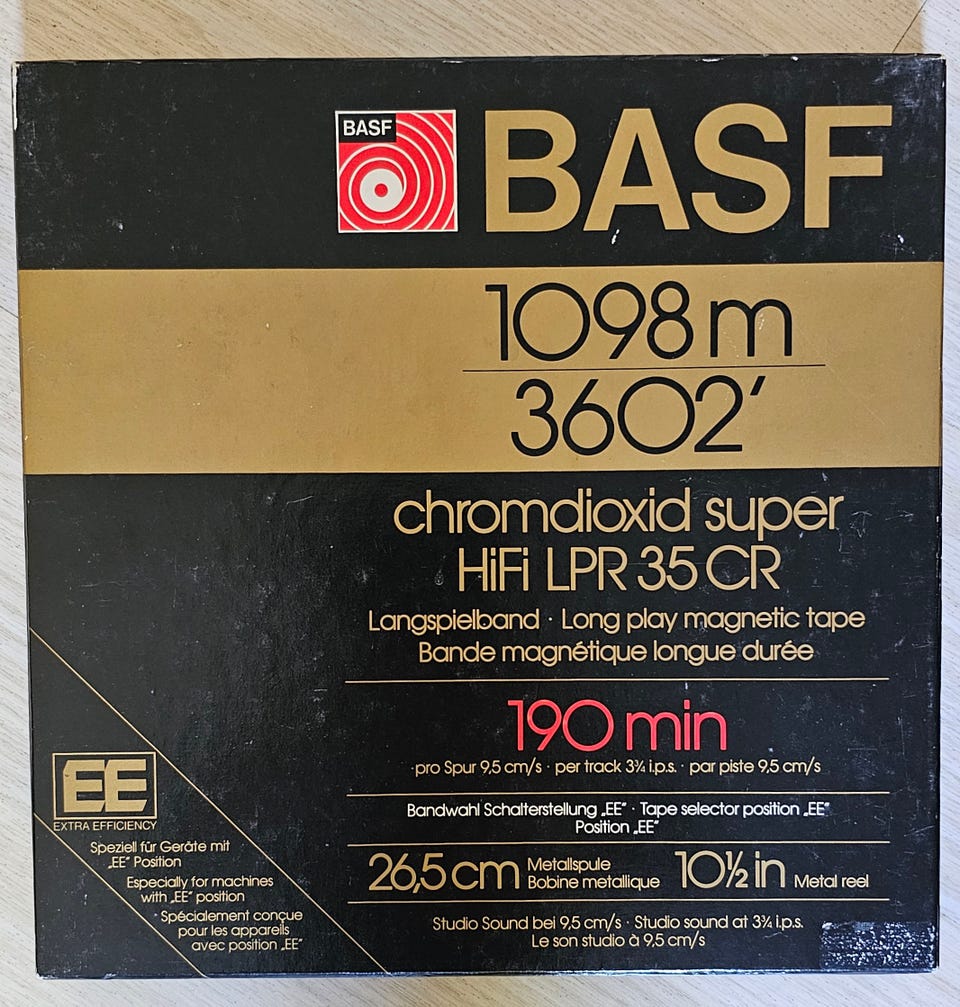 BASF
BASF
1098 m
3602'
chromdioxid super
HiFi LPR 35 CR
Langspielband · Long play magnetic tape
Bande magnétique longue durée
190 min
·pro Spur 9,5 cm/s · per track 3¾ i.p.s. · par piste 9,5 cm/s
Bandwahl Schalterstellung „EE“ · Tape selector position „EE“
Position „EE“
26,5 cm Metallspule 10½ in Metal reel
Bobine metallique
Studio Sound bei 9,5 cm/s · Studio sound at 3¾ i.p.s.
Le son studio à 9,5 cm/s
EE
EXTRA EFFICIENCY
Speziell für Geräte mit
„EE“ Position
Especially for machines
with „EE“ position
Spécialement conçue
pour les appareils
avec position „EE“